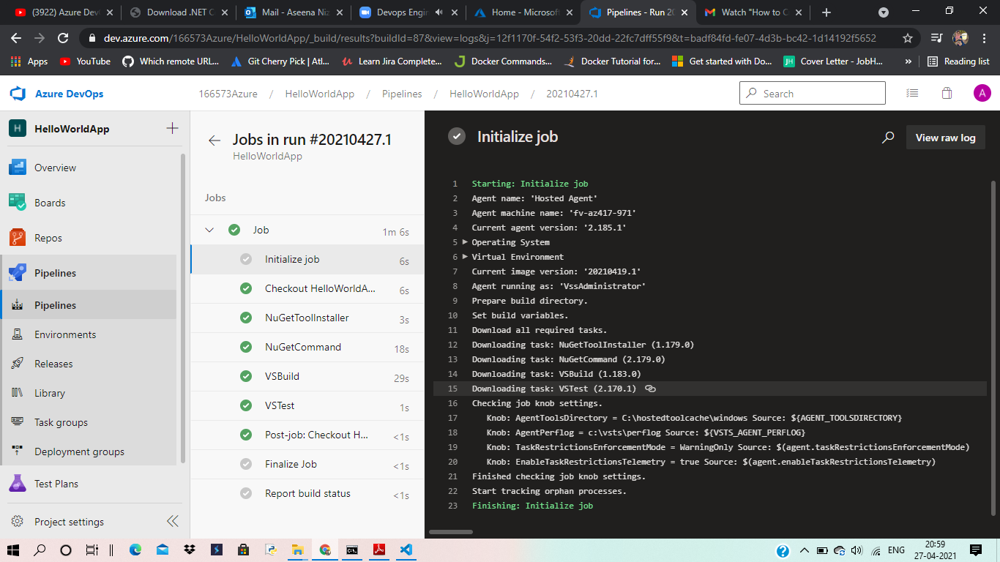 (3922) Azure Dev
Download .NET C
Mail - Aseena Niz
Devops Engin
Home - Microsoft
Pipelines - Run 20
Watch "How to C
dev.azure.com/166573Azure/HelloWorldApp/_build/results?buildId=87&view=logs&j=12f1170f-54f2-53f3-20dd-22fc7dff55f9&t=badf84fd-fe07-4d3b-bc42-1d14192f5652
Apps
YouTube
Which remote URL...
Git Cherry Pick | Atl...
Learn Jira Complete...
Docker Commands...
Docker Tutorial for...
Get started with Do...
JH
Cover Letter - JobH...
»
Reading list
Azure DevOps
166573Azure / HelloWorldApp / Pipelines / HelloWorldApp / 20210427.1
Search
A
H
HelloWorldApp
Overview
Boards
Repos
Pipelines
Pipelines
Environments
Releases
Library
Task groups
Deployment groups
Test Plans
Project settings
Jobs in run #20210427.1
HelloWorldApp
Jobs
Job 1m 6s
Initialize job 6s
Checkout HelloWorldA... 6s
NuGetToolInstaller 3s
NuGetCommand 18s
VSBuild 29s
VSTest 1s
Post-job: Checkout H... <1s
Finalize Job <1s
Report build status <1s
Initialize job
View raw log
1 Starting: Initialize job
2 Agent name: 'Hosted Agent'
3 Agent machine name: 'fv-az417-971'
4 Current agent version: '2.185.1'
5 Operating System
6 Virtual Environment
7 Current image version: '20210419.1'
8 Agent running as: 'VssAdministrator'
9 Prepare build directory.
10 Set build variables.
11 Download all required tasks.
12 Downloading task: NuGetToolInstaller (1.179.0)
13 Downloading task: NuGetCommand (2.179.0)
14 Downloading task: VSBuild (1.183.0)
15 Downloading task: VSTest (2.170.1)
16 Checking job knob settings.
17 Knob: AgentToolsDirectory = C:\hostedtoolcache\windows Source: ${AGENT_TOOLSDIRECTORY}
18 Knob: AgentPerflog = c:\vsts\perflog Source: ${VSTS_AGENT_PERFLOG}
19 Knob: TaskRestrictionsEnforcementMode = WarningOnly Source: $(agent.taskRestrictionsEnforcementMode)
20 Knob: EnableTaskRestrictionsTelemetry = true Source: $(agent.enableTaskRestrictionsTelemetry)
21 Finished checking job knob settings.
22 Start tracking orphan processes.
23 Finishing: Initialize job
ENG
20:59
27-04-2021